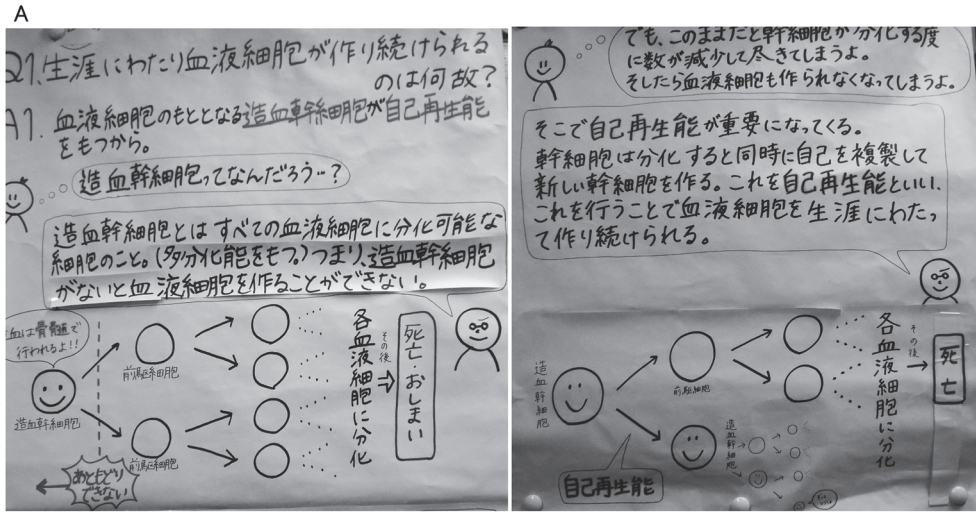 A
Q1. 生涯にわたり血液細胞が作り続けられる
のは何故?
A1. 血液細胞のもととなる造血幹細胞が自己再生能
をもつから。
造血幹細胞ってなんだろう…?
造血幹細胞とはすべての血液細胞に分化可能な
細胞のこと。(多分化能をもつ。)つまり、造血幹細胞
がないと血液細胞を作ることができない。
造血は骨髄で
行われるよ!!
造血幹細胞
前駆細胞
前駆細胞
あともどり
できない
各血液細胞に分化
その後
死亡おしまい
でも、このままだと幹細胞が分化する度
に数が減少して尽きてしまうよ。
そしたら血液細胞も作られなくなってしまうよ。
そこで自己再生能が重要になってくる。
幹細胞は分化すると同時に自己を複製して
新しい幹細胞を作る。これを自己再生能といい、
これを行うことで血液細胞を生涯にわたっ
て作り続けられる。
造血幹細胞
前駆細胞
自己再生能
造血幹細胞
各血液細胞に分化
その後
死亡